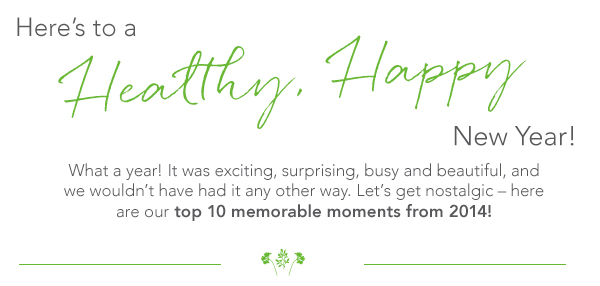 Here's to a
Healthy, Happy
New Year!
What a year! It was exciting, surprising, busy and beautiful, and
we wouldn't have had it any other way. Let's get nostalgic – here
are our top 10 memorable moments from 2014!